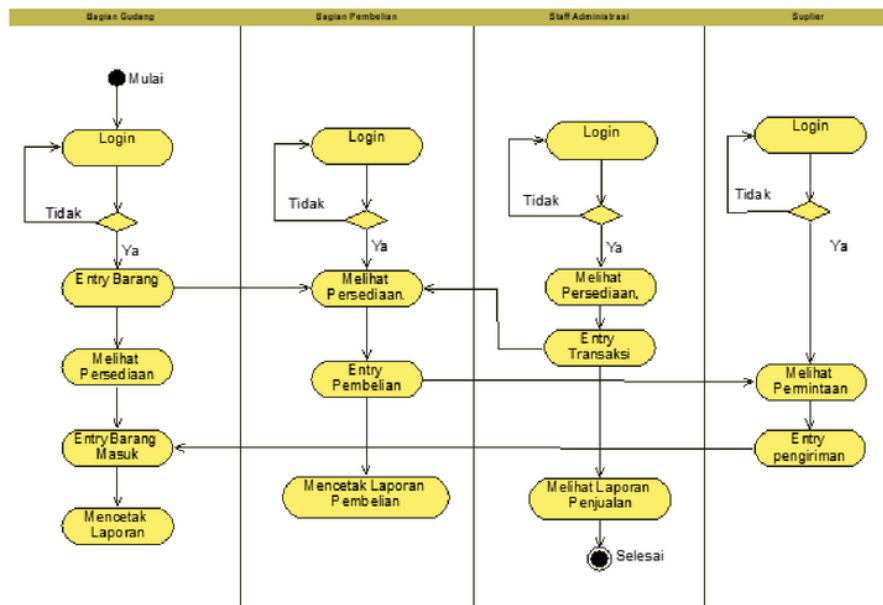 Bagian Gudang
Bagian Pembelian
Staff Administrasi
Suplier
Mulai
Login
Tidak
Ya
Entry Barang
Melihat
Persediaan
Entry Barang
Masuk
Mencetak
Laporan
Login
Tidak
Ya
Melihat
Persediaan.
Entry
Pembelian
Mencetak Laporan
Pembelian
Login
Tidak
Ya
Melihat
Persediaan,
Entry
Transaksi
Melihat Laporan
Penjualan
Selesai
Login
Tidak
Ya
Melihat
Permintaan
Entry
pengiriman